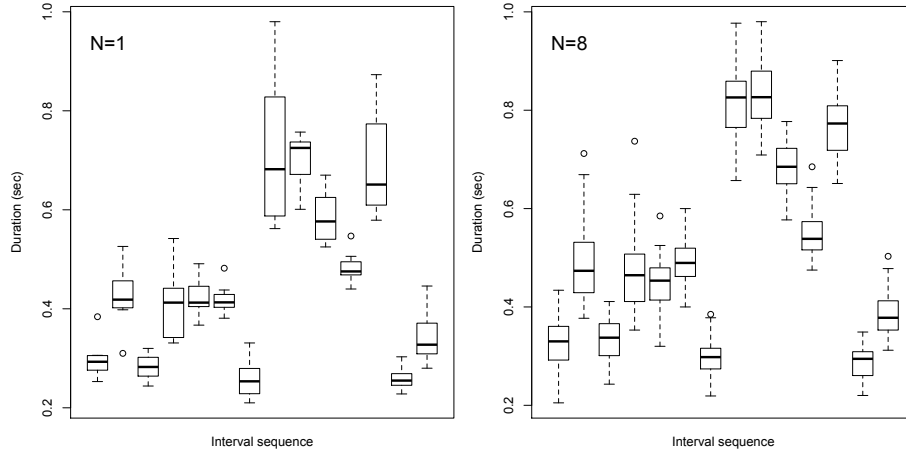 N=1
Duration (sec)
0.2
0.4
0.6
0.8
1.0
Interval sequence
N=8
Duration (sec)
0.2
0.4
0.6
0.8
1.0
Interval sequence